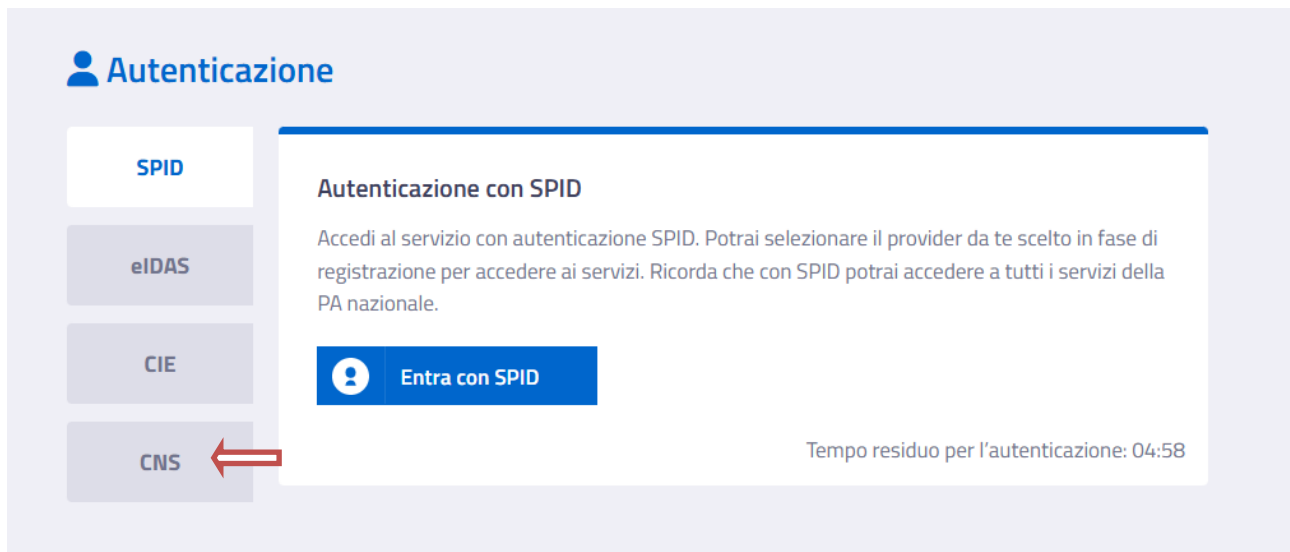 Autenticazione
SPID
eIDAS
CIE
CNS
Autenticazione con SPID
Accedi al servizio con autenticazione SPID. Potrai selezionare il provider da te scelto in fase di
registrazione per accedere ai servizi. Ricorda che con SPID potrai accedere a tutti i servizi della
PA nazionale.
Entra con SPID
Tempo residuo per l'autenticazione: 04:58